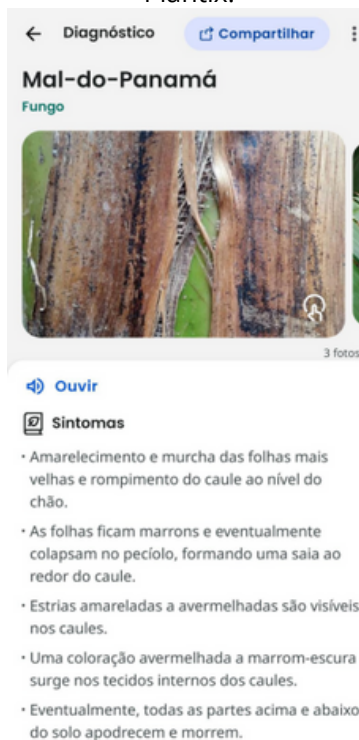 Plantix.
Diagnóstico
Compartilhar
Mal-do-Panamá
Fungo
3 fotos
Ouvir
Sintomas
• Amarelecimento e murcha das folhas mais
velhas e rompimento do caule ao nível do
chão.
• As folhas ficam marrons e eventualmente
colapsam no pecíolo, formando uma saia ao
redor do caule.
• Estrias amareladas a avermelhadas são visíveis
nos caules.
• Uma coloração avermelhada a marrom-escura
surge nos tecidos internos dos caules.
• Eventualmente, todas as partes acima e abaixo
do solo apodrecem e morrem.